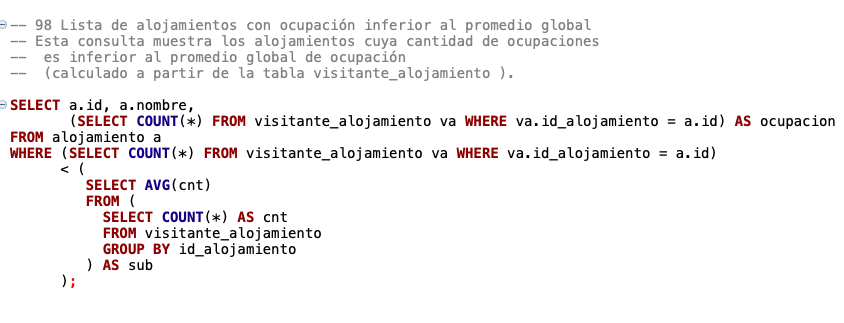 -- 98 Lista de alojamientos con ocupación inferior al promedio global
-- Esta consulta muestra los alojamientos cuya cantidad de ocupaciones
--  es inferior al promedio global de ocupación
--  (calculado a partir de la tabla visitante_alojamiento ).
SELECT a.id, a.nombre,
       (SELECT COUNT(*) FROM visitante_alojamiento va WHERE va.id_alojamiento = a.id) AS ocupacion
FROM alojamiento a
WHERE (SELECT COUNT(*) FROM visitante_alojamiento va WHERE va.id_alojamiento = a.id)
      < (
         SELECT AVG(cnt)
         FROM (
           SELECT COUNT(*) AS cnt
           FROM visitante_alojamiento
           GROUP BY id_alojamiento
         ) AS sub
      );